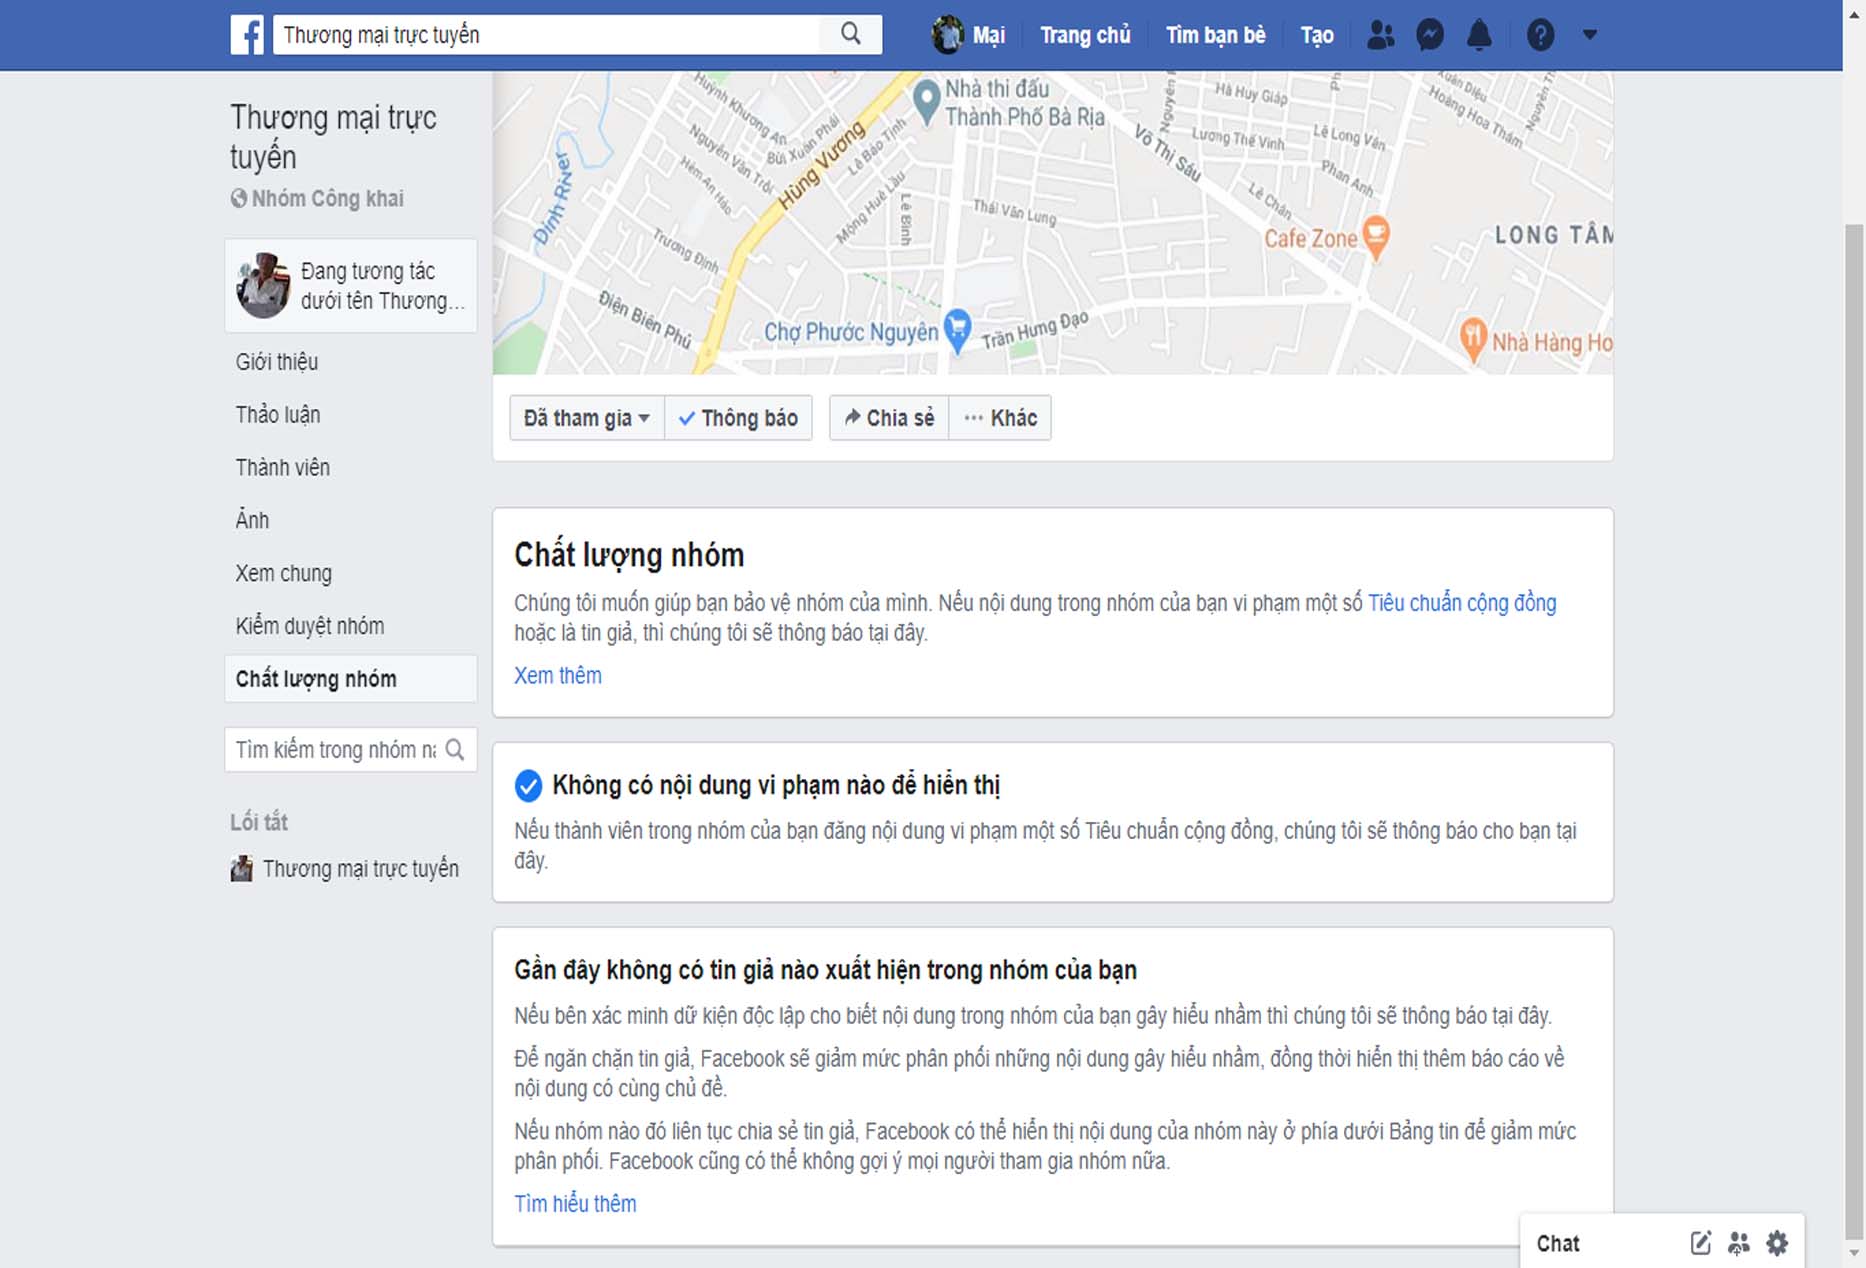 Thương mại trực tuyến
Mại
Trang chủ
Tìm bạn bè
Tạo
Thương mại trực
tuyến
Nhóm Công khai
Đang tương tác
dưới tên Thương...
Giới thiệu
Thảo luận
Thành viên
Ảnh
Xem chung
Kiểm duyệt nhóm
Chất lượng nhóm
Tìm kiếm trong nhóm
Lối tắt
Thương mại trực tuyến
Huỳnh Khương An
Nguyễn Văn Trỗi
Bùi Xuân Phái
Hùng Vương
Lê Bảo Tịnh
Hẻm An Hảo
Mộng Huê Lầu
Lê Bình
Dinh River
Trương Định
Điện Biên Phủ
Nhà thi đấu
Thành Phố Bà Rịa
Thái Văn Lung
Võ Thị Sáu
Hà Huy Giáp
Lương Thế Vinh
Lê Long Vân
Phan Anh
Lê Chân
Xuân Diệu
Hoàng Hoa Thám
Cafe Zone
LONG TÂM
Chợ Phước Nguyên
Trần Hưng Đạo
Nhà Hàng Ho
Đã tham gia
Thông báo
Chia sẻ
Khác
Chất lượng nhóm
Chúng tôi muốn giúp bạn bảo vệ nhóm của mình. Nếu nội dung trong nhóm của bạn vi phạm một số Tiêu chuẩn cộng đồng
hoặc là tin giả, thì chúng tôi sẽ thông báo tại đây.
Xem thêm
Không có nội dung vi phạm nào để hiển thị
Nếu thành viên trong nhóm của bạn đăng nội dung vi phạm một số Tiêu chuẩn cộng đồng, chúng tôi sẽ thông báo cho bạn tại
đây.
Gần đây không có tin giả nào xuất hiện trong nhóm của bạn
Nếu bên xác minh dữ kiện độc lập cho biết nội dung trong nhóm của bạn gây hiểu nhầm thì chúng tôi sẽ thông báo tại đây.
Để ngăn chặn tin giả, Facebook sẽ giảm mức phân phối những nội dung gây hiểu nhầm, đồng thời hiển thị thêm báo cáo về
nội dung có cùng chủ đề.
Nếu nhóm nào đó liên tục chia sẻ tin giả, Facebook có thể hiển thị nội dung của nhóm này ở phía dưới Bảng tin để giảm mức
phân phối. Facebook cũng có thể không gợi ý mọi người tham gia nhóm nữa.
Tìm hiểu thêm
Chat